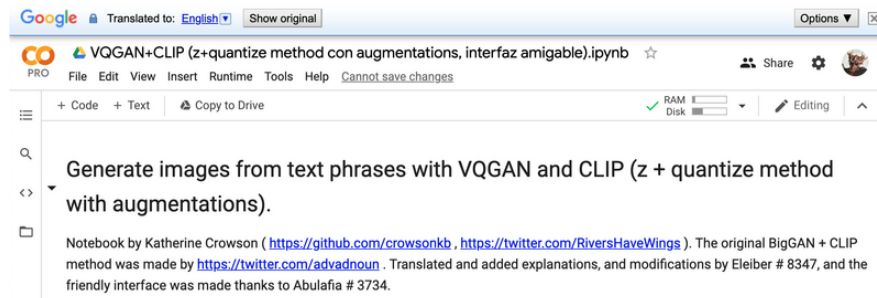 Google Translated to: English▼ Show original Options ▼
CO PRO VQGAN+CLIP (z+quantize method con augmentations, interfaz amigable).ipynb
File Edit View Insert Runtime Tools Help Cannot save changes Share
+ Code + Text Copy to Drive RAM Disk Editing
Generate images from text phrases with VQGAN and CLIP (z + quantize method
with augmentations).
Notebook by Katherine Crowson ( https://github.com/crowsonkb , https://twitter.com/RiversHaveWings ). The original BigGAN + CLIP
method was made by https://twitter.com/advadnoun . Translated and added explanations, and modifications by Eleiber # 8347, and the
friendly interface was made thanks to Abulafia # 3734.